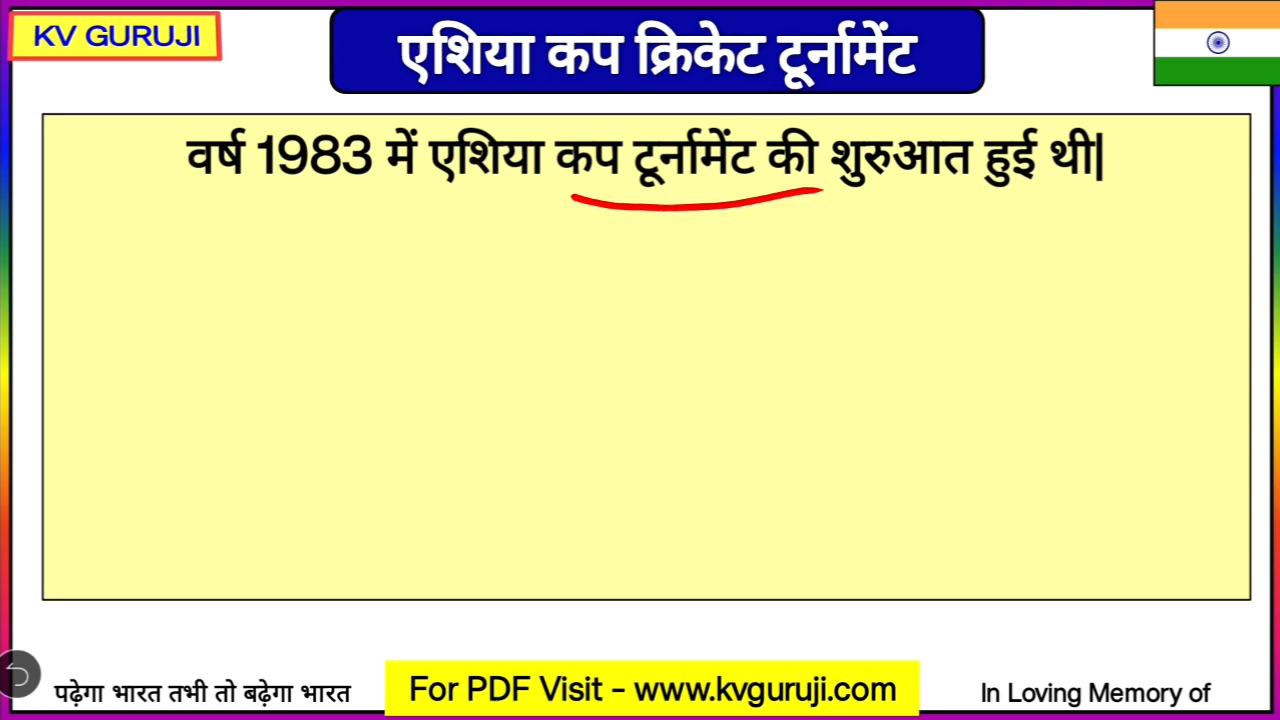 KV GURUJI
एशिया कप क्रिकेट टूर्नामेंट
वर्ष 1983 में एशिया कप टूर्नामेंट की शुरुआत हुई थी|
पढ़ेगा भारत तभी तो बढ़ेगा भारत
For PDF Visit - www.kvguruji.com
In Loving Memory of